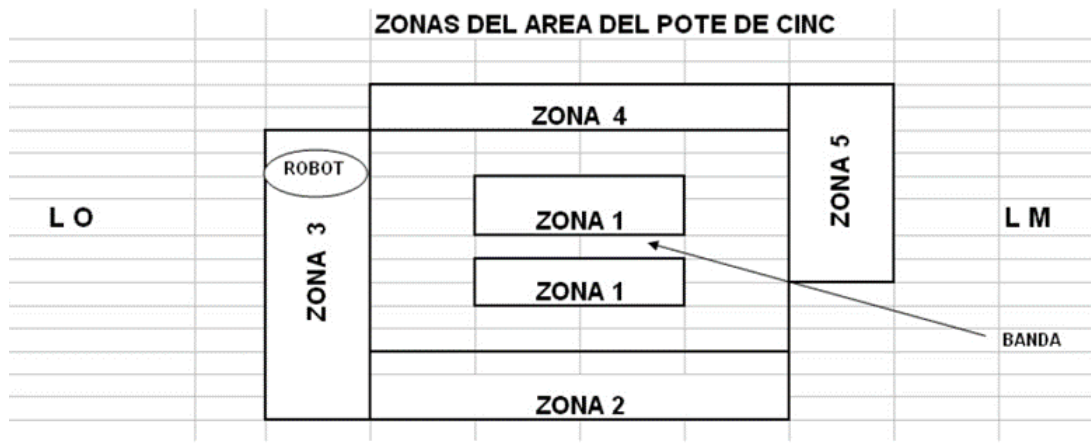 ZONAS DEL AREA DEL POTE DE CINC
ZONA 4
ROBOT
ZONA 5
L O
ZONA 1
L M
ZONA 3
ZONA 1
BANDA
ZONA 2